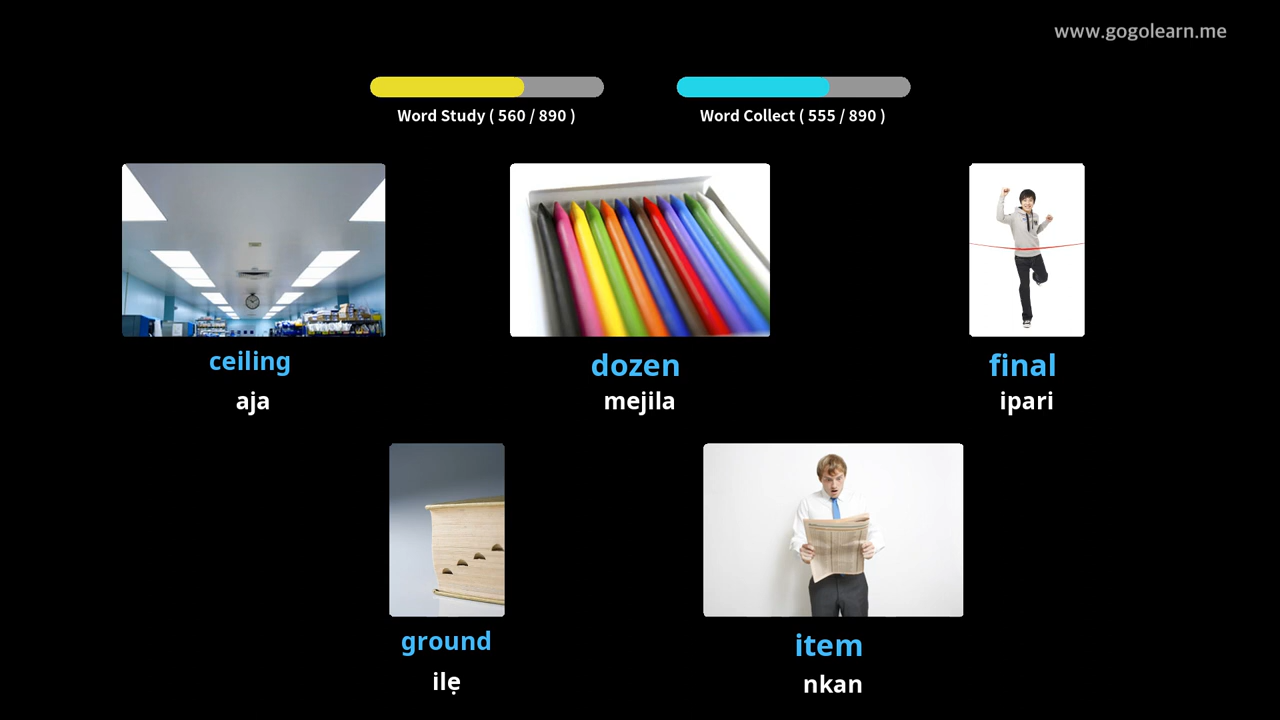 www.gogolearn.me
Word Study ( 560 / 890 )
Word Collect ( 555 / 890 )
ceiling
aja
dozen
mejila
final
ipari
ground
ilẹ
item
nkan